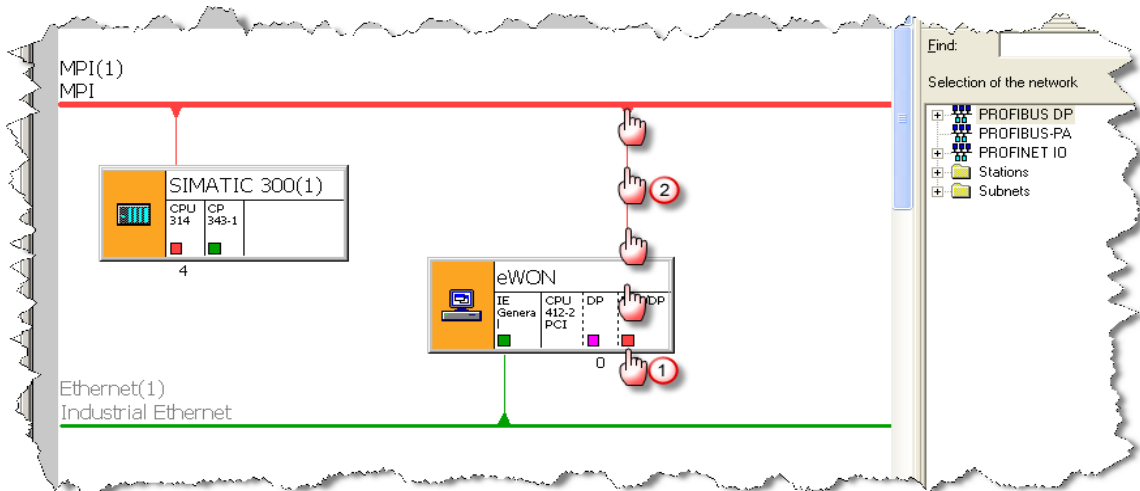 MPI(1)
MPI
SIMATIC 300(1)
CPU
314
CP
343-1
4
2
eWON
IE
Genera
l
CPU
412-2
PCI
DP
DP
0
1
Ethernet(1)
Industrial Ethernet
Find:
Selection of the network
PROFIBUS DP
PROFIBUS-PA
PROFINET IO
Stations
Subnets